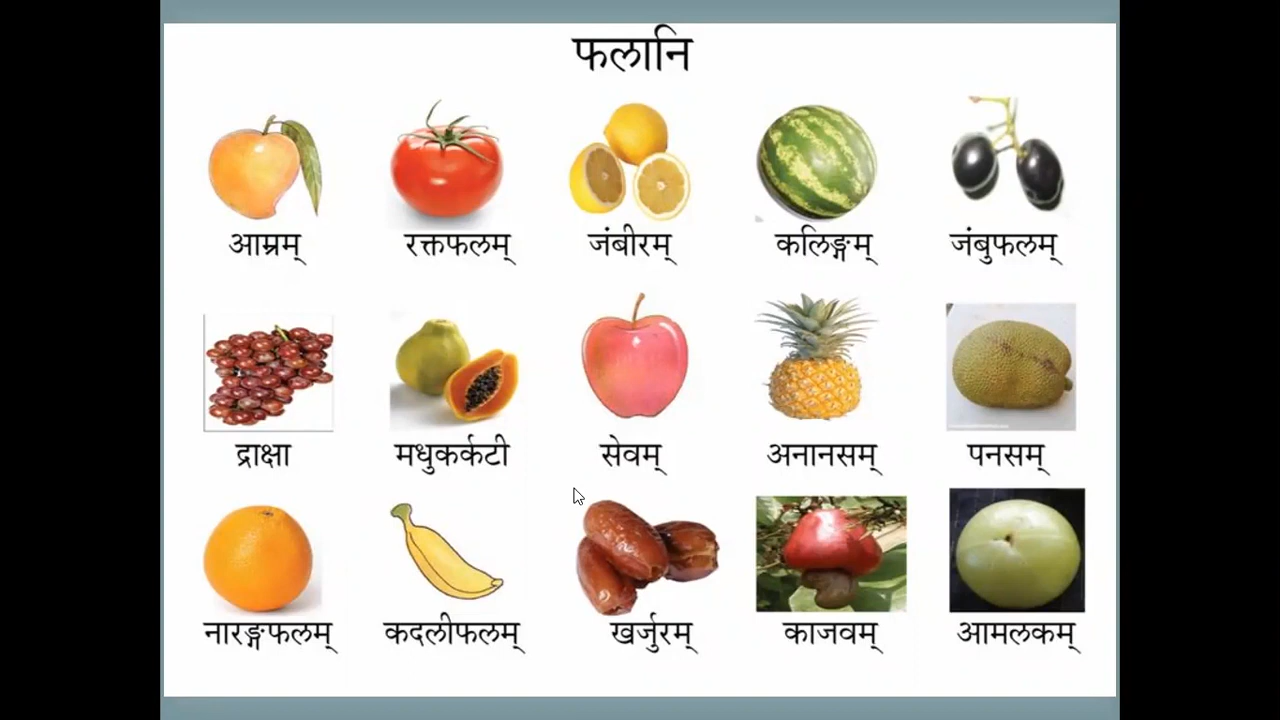 फलानि
आम्रम् रक्तफलम् जंबीरम् कलिङ्गम् जंबुफलम्
द्राक्षा मधुकर्कटी सेवम् अनानसम् पनसम्
नारङ्गफलम् कदलीफलम् खर्जुरम् काजवम् आमलकम्